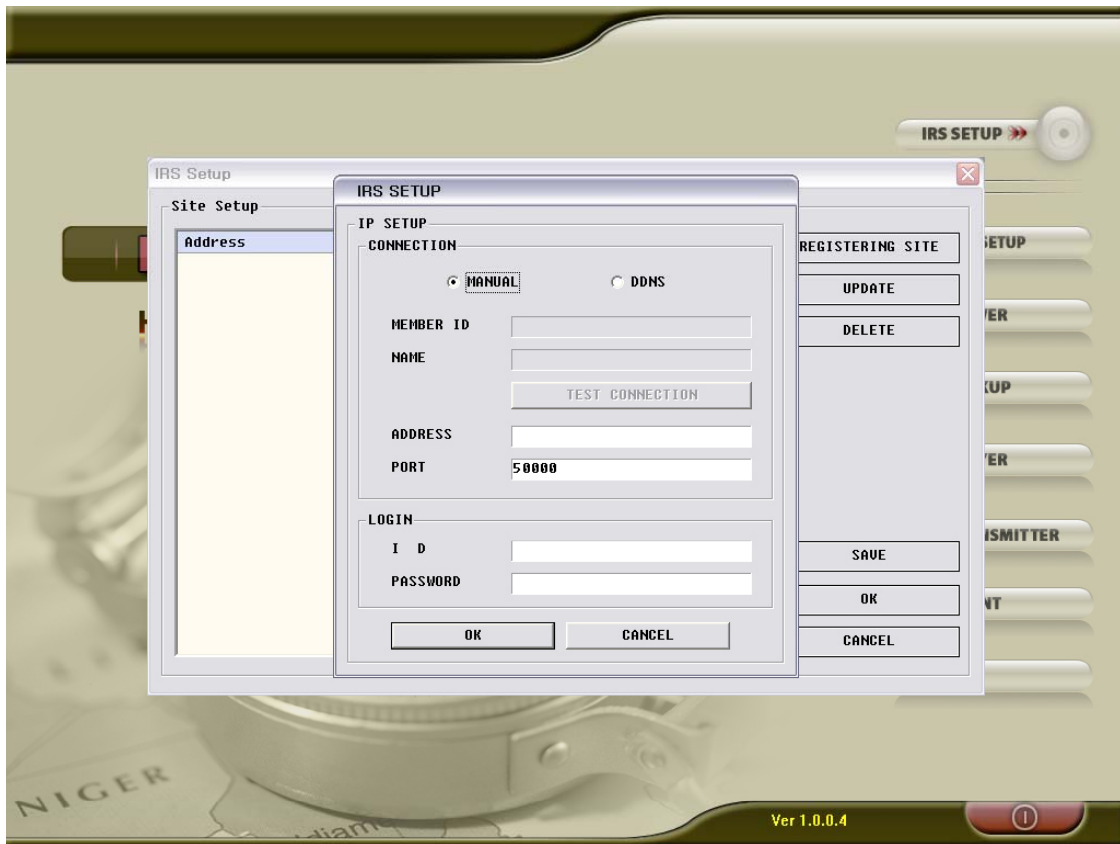 IRS SETUP
IRS Setup
IRS SETUP
Site Setup
Address
IP SETUP
CONNECTION
MANUAL
DDNS
MEMBER ID
NAME
TEST CONNECTION
ADDRESS
PORT
50000
LOGIN
I D
PASSWORD
OK
CANCEL
REGISTERING SITE
UPDATE
DELETE
SAVE
OK
CANCEL
SETUP
NIGER
Ver 1.0.0.4